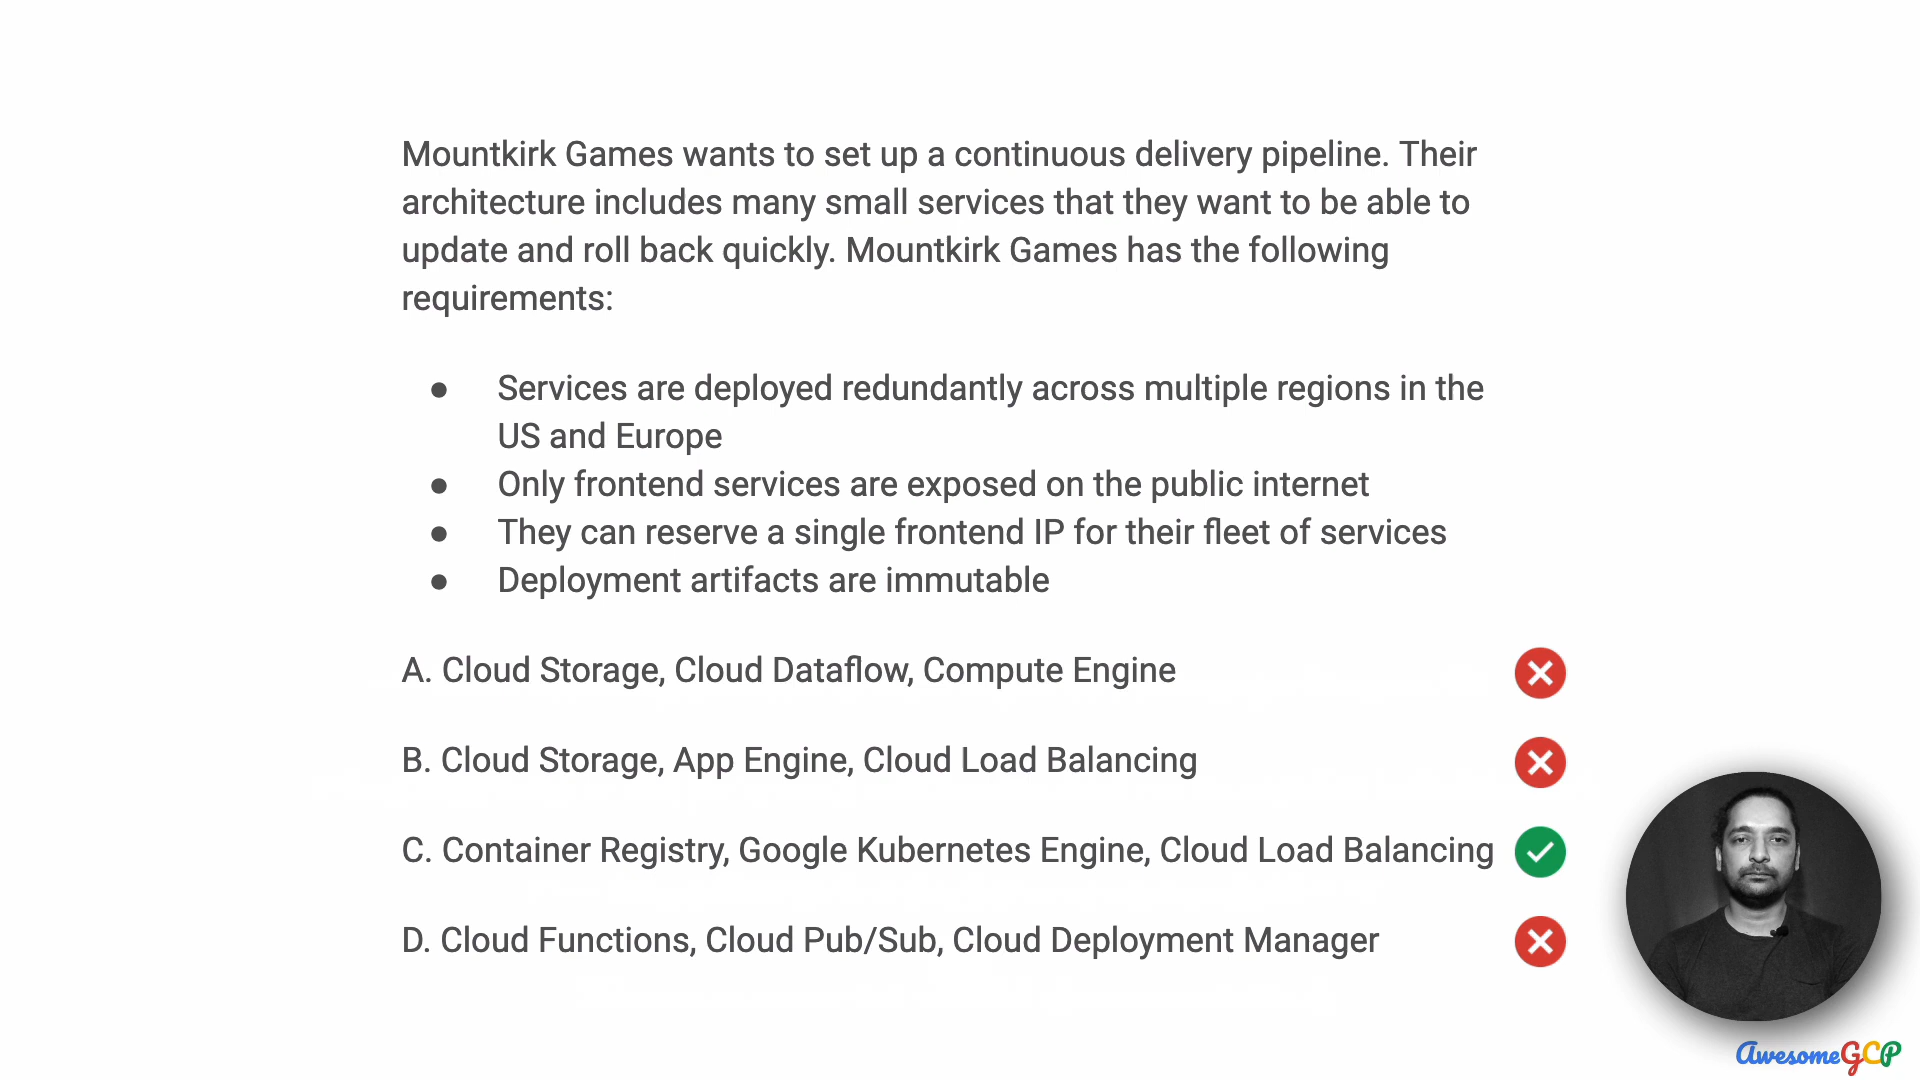 Mountkirk Games wants to set up a continuous delivery pipeline. Their
architecture includes many small services that they want to be able to
update and roll back quickly. Mountkirk Games has the following
requirements:
● Services are deployed redundantly across multiple regions in the
US and Europe
● Only frontend services are exposed on the public internet
● They can reserve a single frontend IP for their fleet of services
● Deployment artifacts are immutable
A. Cloud Storage, Cloud Dataflow, Compute Engine
B. Cloud Storage, App Engine, Cloud Load Balancing
C. Container Registry, Google Kubernetes Engine, Cloud Load Balancing
D. Cloud Functions, Cloud Pub/Sub, Cloud Deployment Manager
AwesomeGCP